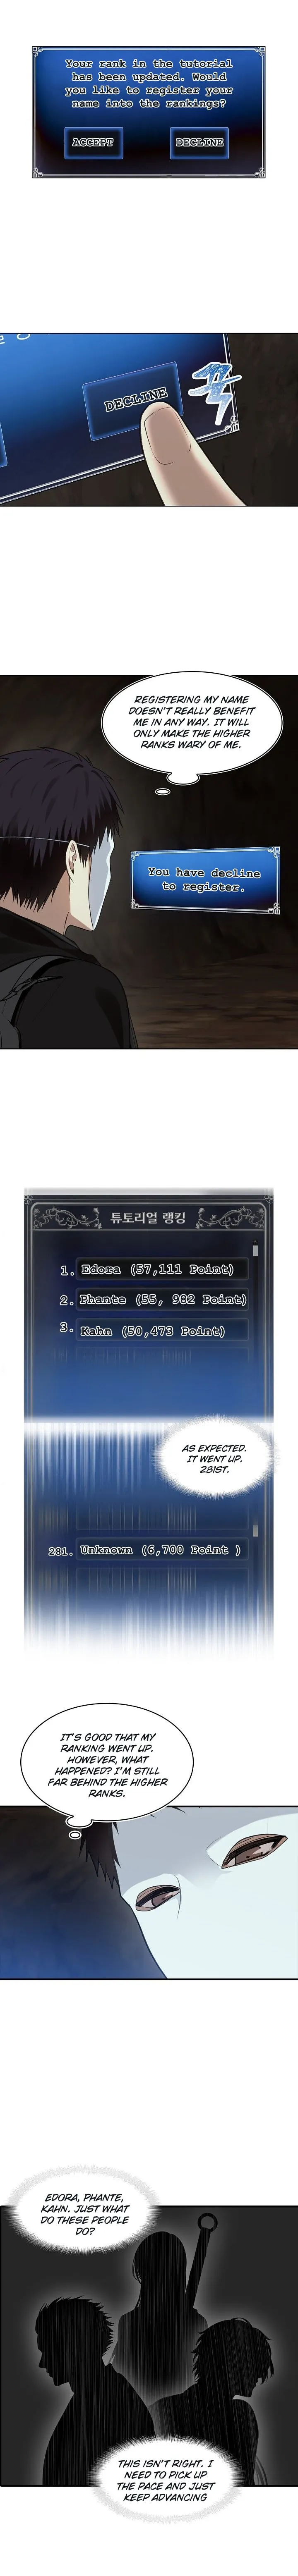 Your rank in the tutorial
has been updated. Would
you like to register your
name into the rankings?
ACCEPT
DECLINE
DECLINE
REGISTERING MY NAME
DOESN'T REALLY BENEFIT
ME IN ANY WAY. IT WILL
ONLY MAKE THE HIGHER
RANKS WARY OF ME.
You have decline
to register.
튜토리얼 랭킹
1. Edora (57,111 Point)
2. Phante (55, 982 Point)
3. Kahn (50,473 Point)
AS EXPECTED.
IT WENT UP.
281ST.
281. Unknown (6,700 Point )
IT'S GOOD THAT MY
RANKING WENT UP.
HOWEVER, WHAT
HAPPENED? I'M STILL
FAR BEHIND THE HIGHER
RANKS.
EDORA, PHANTE,
KAHN. JUST WHAT
DO THESE PEOPLE
DO?
THIS ISN'T RIGHT. I
NEED TO PICK UP
THE PACE AND JUST
KEEP ADVANCING